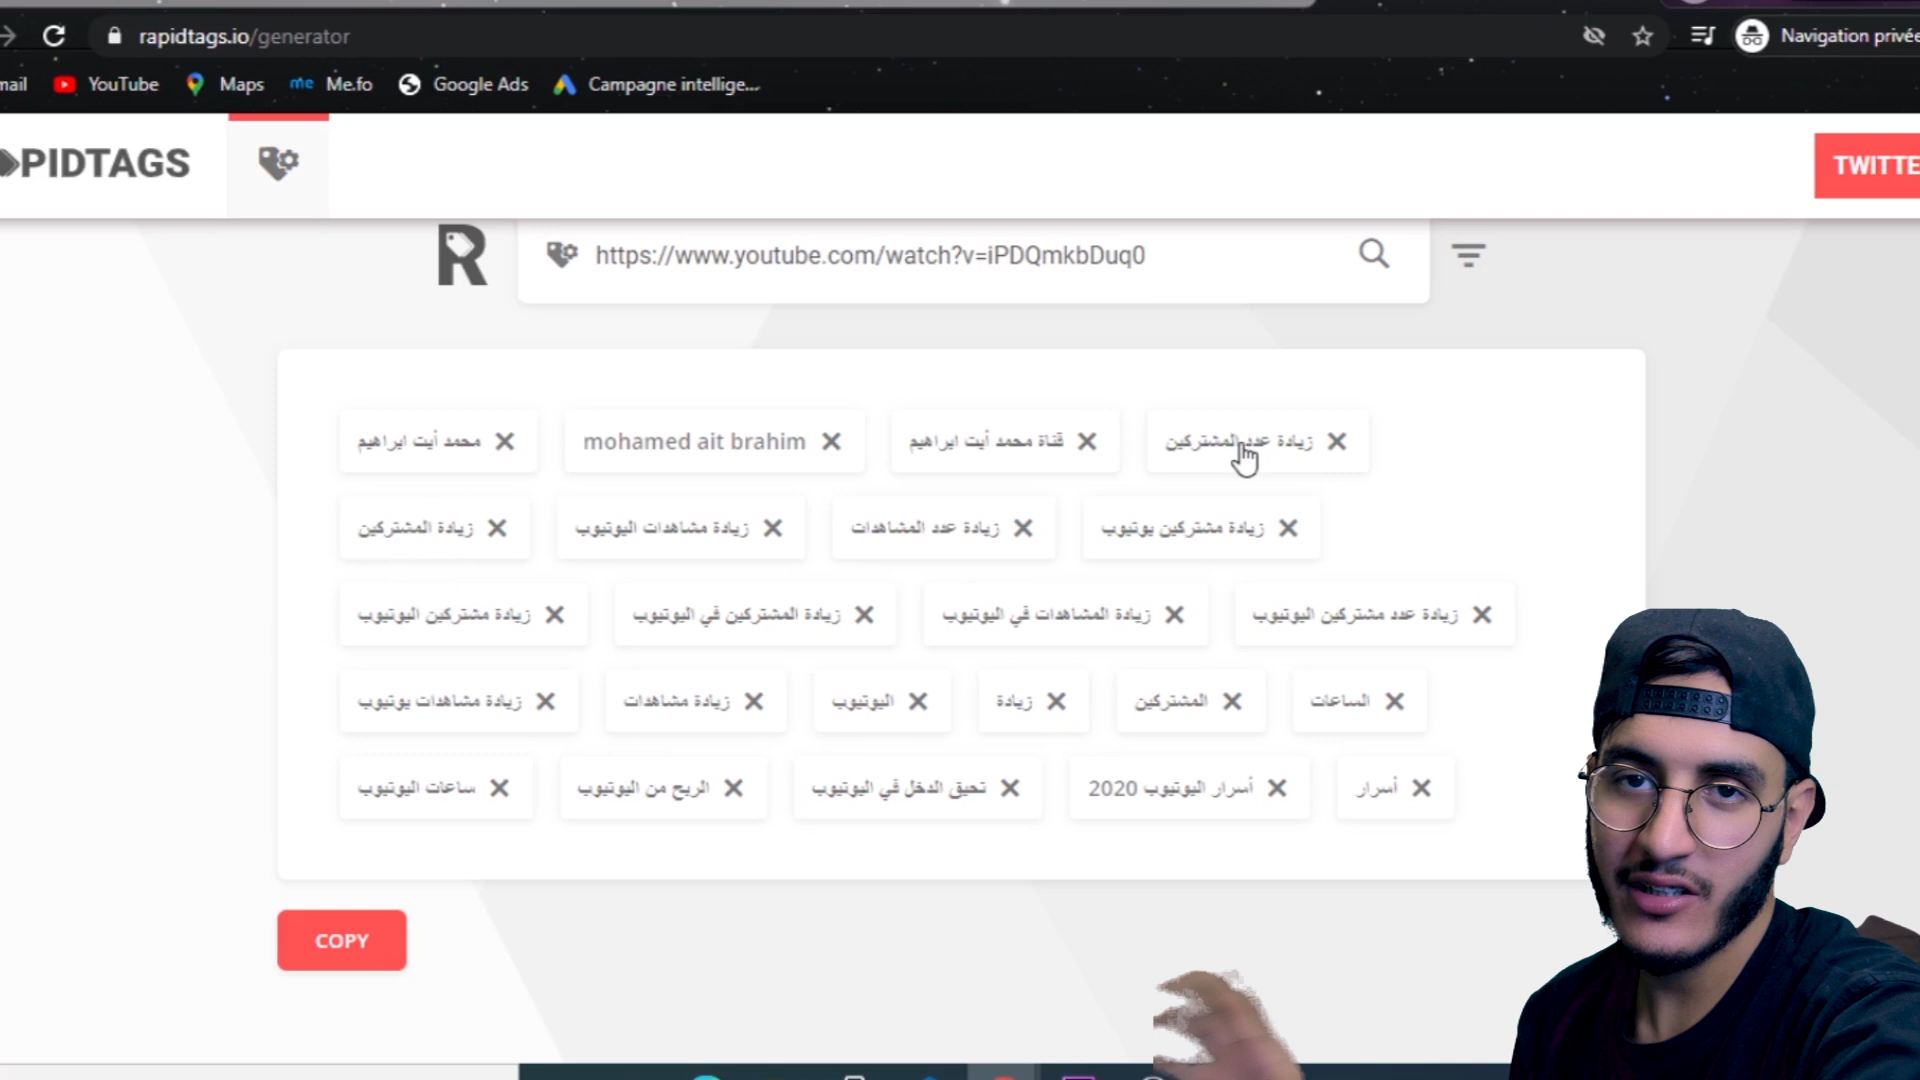 rapidtags.io/generator
Navigation privée
mail YouTube Maps me Me.fo Google Ads Campagne intellige...
PIDTAGS
TWITTE
R https://www.youtube.com/watch?v=iPDQmkbDuq0
محمد أيت ابراهيم
mohamed ait brahim
قناة محمد أيت ابراهيم
زيادة عدد المشتركين
زيادة المشتركين
زيادة مشاهدات اليوتيوب
زيادة عدد المشاهدات
زيادة مشتركين يوتيوب
زيادة مشتركين اليوتيوب
زيادة المشتركين في اليوتيوب
زيادة المشاهدات في اليوتيوب
زيادة عدد مشتركين اليوتيوب
زيادة مشاهدات يوتيوب
زيادة مشاهدات
اليوتيوب
زيادة
المشتركين
الساعات
ساعات اليوتيوب
الربح من اليوتيوب
تحيق الدخل في اليوتيوب
أسرار اليوتيوب 2020
أسرار
COPY